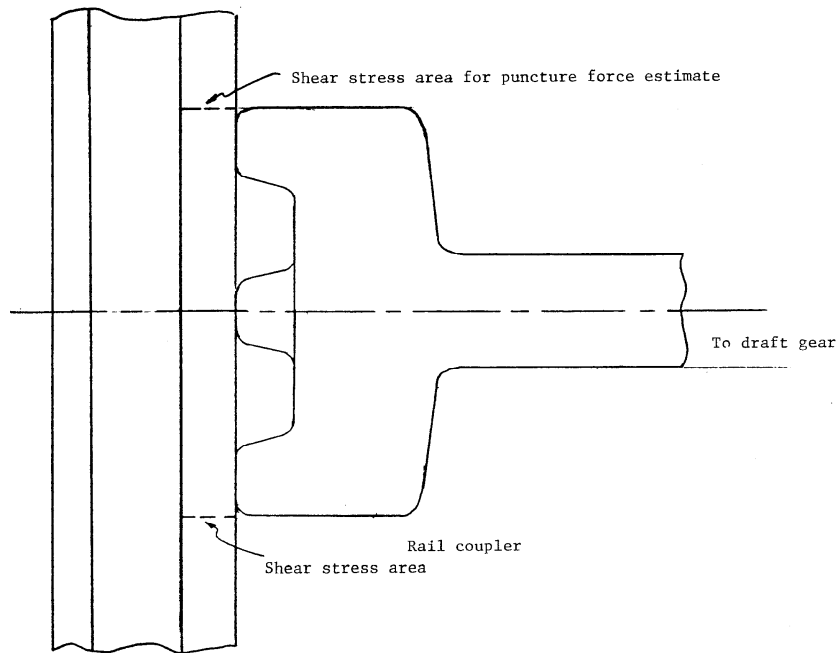 Shear stress area for puncture force estimate
To draft gear
Rail coupler
Shear stress area